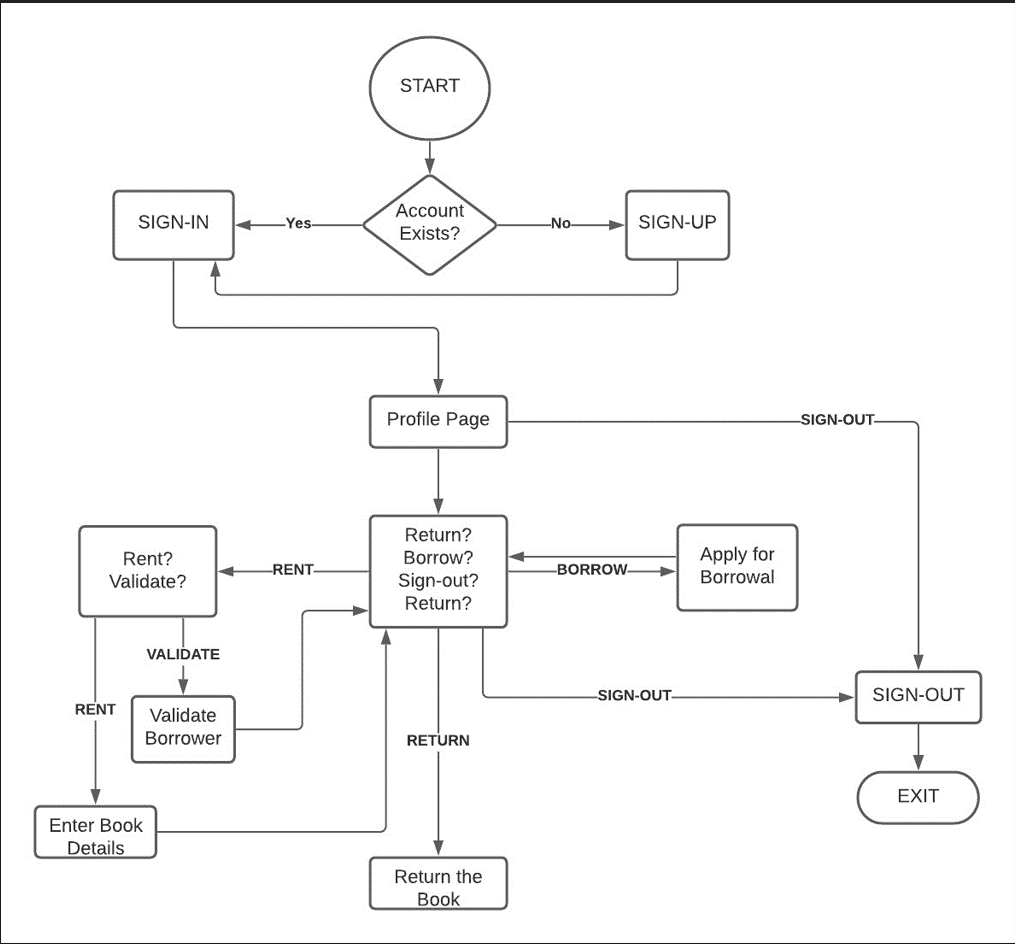 START
Account
Exists?
Yes
No
SIGN-IN
SIGN-UP
Profile Page
SIGN-OUT
Return?
Borrow?
Sign-out?
Return?
RENT
BORROW
Rent?
Validate?
Apply for
Borrowal
VALIDATE
RENT
Validate
Borrower
SIGN-OUT
SIGN-OUT
RETURN
EXIT
Enter Book
Details
Return the
Book